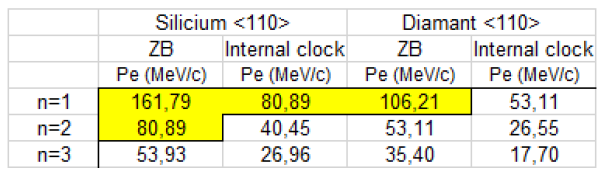 Silicium <110> Diamant <110>
ZB Internal clock ZB Internal clock
Pe (MeV/c) Pe (MeV/c) Pe (MeV/c) Pe (MeV/c)
n=1 161,79 80,89 106,21 53,11
n=2 80,89 40,45 53,11 26,55
n=3 53,93 26,96 35,40 17,70